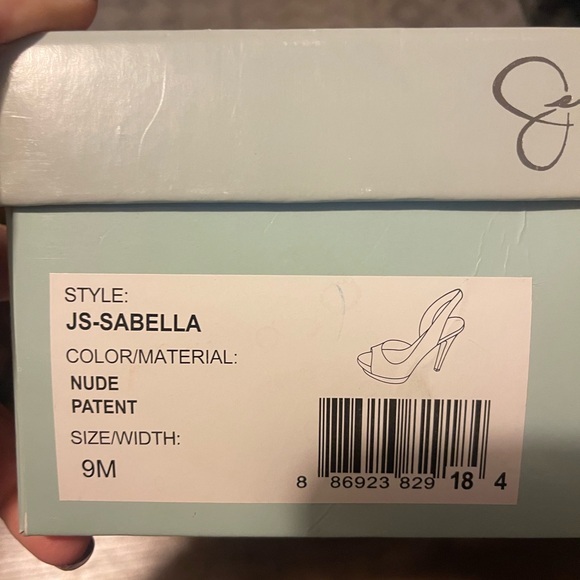 STYLE:
JS-SABELLA
COLOR/MATERIAL:
NUDE
PATENT
SIZE/WIDTH:
9M
8 86923 829 18 4